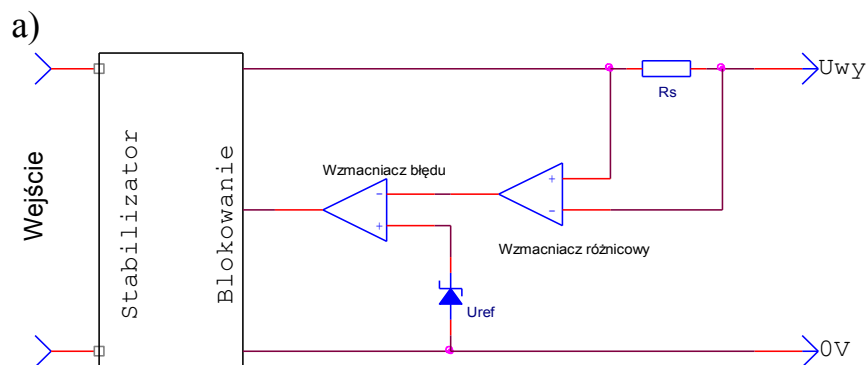 a)
Uwy
Rs
Wejście
Stabilizator
Blokowanie
Wzmacniacz błędu
+
-
-
+
Wzmacniacz różnicowy
Uref
0V